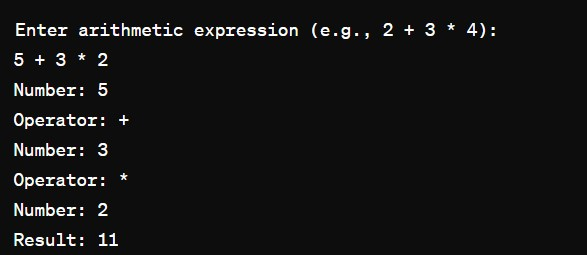 Enter arithmetic expression (e.g., 2 + 3 * 4):
5 + 3 * 2
Number: 5
Operator: +
Number: 3
Operator: *
Number: 2
Result: 11